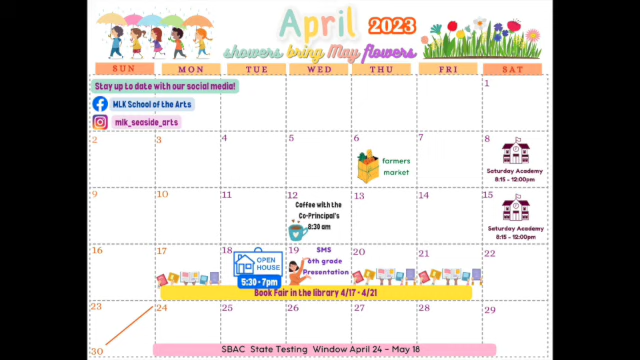 April 2023
showers bring May flowers
SUN MON TUE WED THU FRI SAT
Stay up to date with our social media!
MLK School of the Arts
mlk_seaside_arts
1
2 3 4 5 6 7 8
farmers
market
Saturday Academy
8:15 - 12:00pm
9 10 11 12 13 14 15
Coffee with the
Co-Principal's
8:30 am
Saturday Academy
8:15 - 12:00pm
16 17 18 19 20 21 22
OPEN
HOUSE
5:30-7pm
SMS
6th grade
Presentation
Book Fair in the library 4/17 - 4/21
23 24 25 26 27 28 29
30
SBAC State Testing Window April 24 - May 18